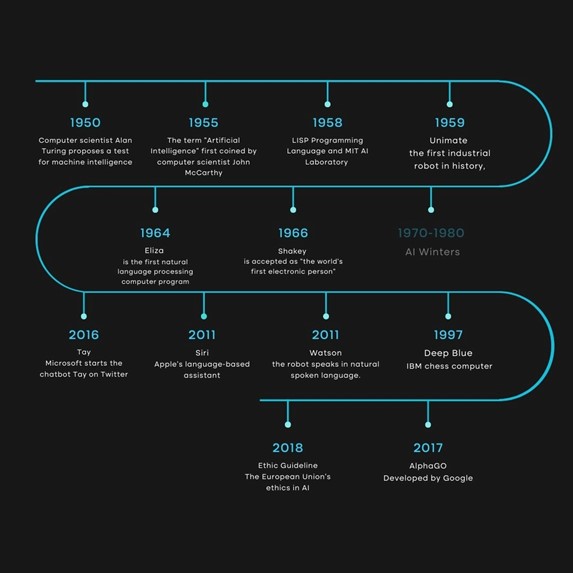 1950
Computer scientist Alan
Turing proposes a test
for machine intelligence
1955
The term "Artificial
Intelligence" first coined by
computer scientist John
McCarthy
1958
LISP Programming
Language and MIT AI
Laboratory
1959
Unimate
the first industrial
robot in history,
1964
Eliza
is the first natural
language processing
computer program
1966
Shakey
is accepted as "the world's
first electronic person"
1970-1980
AI Winters
2016
Tay
Microsoft starts the
chatbot Tay on Twitter
2011
Siri
Apple's language-based
assistant
2011
Watson
the robot speaks in natural
spoken language.
1997
Deep Blue
IBM chess computer
2018
Ethic Guideline
The European Union's
ethics in AI
2017
AlphaGO
Developed by Google